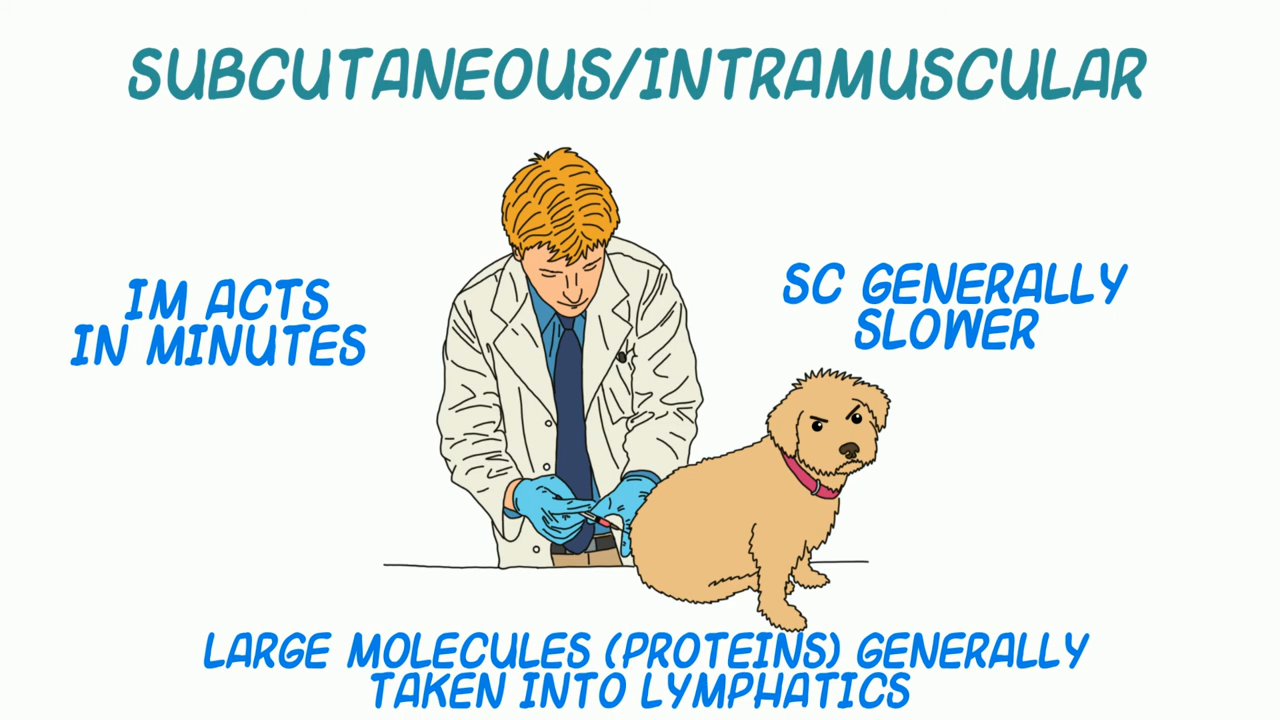 SUBCUTANEOUS/INTRAMUSCULAR
IM ACTS
IN MINUTES
SC GENERALLY
SLOWER
LARGE MOLECULES (PROTEINS) GENERALLY
TAKEN INTO LYMPHATICS